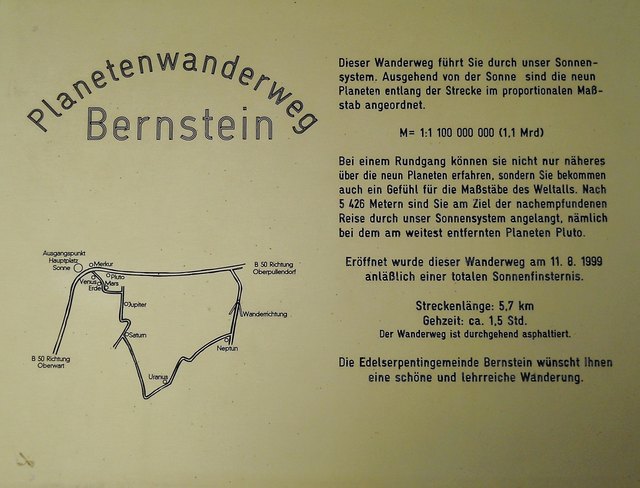 Planetenwanderweg
Bernstein
Dieser Wanderweg führt Sie durch unser Sonnen-
system. Ausgehend von der Sonne sind die neun
Planeten entlang der Strecke im proportionalen Maß-
stab angeordnet.
M= 1:1 100 000 000 (1,1 Mrd)
Bei einem Rundgang können sie nicht nur näheres
über die neun Planeten erfahren, sondern Sie bekommen
auch ein Gefühl für die Maßstäbe des Weltalls. Nach
5 426 Metern sind Sie am Ziel der nachempfundenen
Reise durch unser Sonnensystem angelangt, nämlich
bei dem am weitest entfernten Planeten Pluto.
Eröffnet wurde dieser Wanderweg am 11. 8. 1999
anläßlich einer totalen Sonnenfinsternis.
Streckenlänge: 5,7 km
Gehzeit: ca. 1,5 Std.
Der Wanderweg ist durchgehend asphaltiert.
Die Edelserpentingemeinde Bernstein wünscht Ihnen
eine schöne und lehrreiche Wanderung.
Ausgangspunkt
Hauptplatz
Sonne
Merkur
Pluto
Venus
Mars
Erde
Jupiter
Saturn
Uranus
Neptun
Wanderrichtung
B 50 Richtung
Oberpullendorf
B 50 Richtung
Oberwart